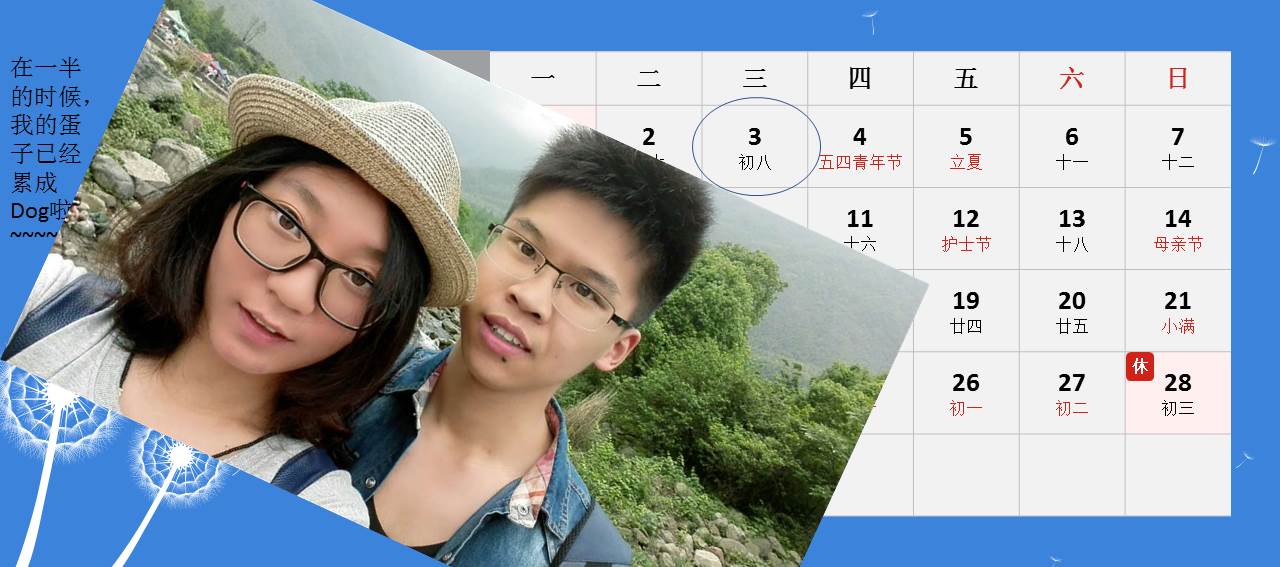 在一半
的时候，
我的蛋
子已经
累成
Dog啦
~~~~
一 二 三 四 五 六 日
2 3 4 5 6 7
初八 五四青年节 立夏 十一 十二
11 12 13 14
十六 护士节 十八 母亲节
19 20 21
廿四 廿五 小满
休
26 27 28
初一 初二 初三